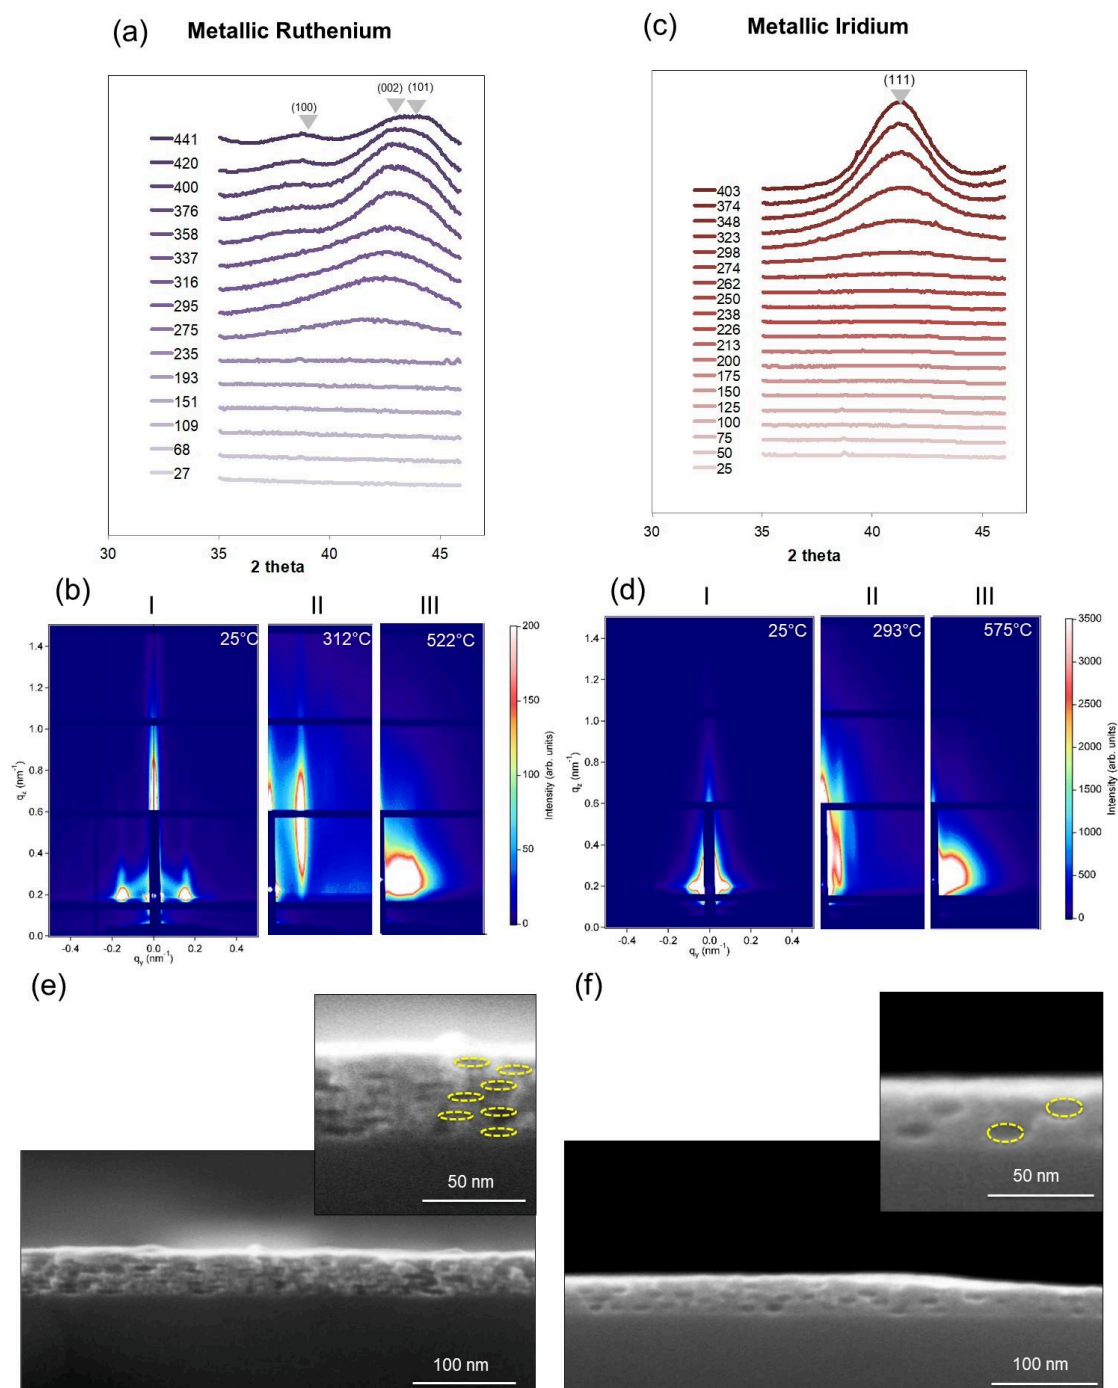 (a) Metallic Ruthenium
(100) (002) (101)
441
420
400
376
358
337
316
295
275
235
193
151
109
68
27
30 35 40 45
2 theta
(c) Metallic Iridium
(111)
403
374
348
323
298
274
262
250
238
226
213
200
175
150
125
100
75
50
25
30 35 40 45
2 theta
(b) I II III
25°C 312°C 522°C
1.4
1.2
1.0
0.8
0.6
0.4
0.2
0.0
qz (nm-1)
-0.4 -0.2 0.0 0.2 0.4
qy (nm-1)
200
150
100
50
0
Intensity (arb. units)
(d) I II III
25°C 293°C 575°C
1.4
1.2
1.0
0.8
0.6
0.4
0.2
0.0
qz (nm-1)
-0.4 -0.2 0.0 0.2 0.4
qy (nm-1)
3500
3000
2500
2000
1500
1000
500
0
Intensity (arb. units)
(e)
50 nm
100 nm
(f)
50 nm
100 nm